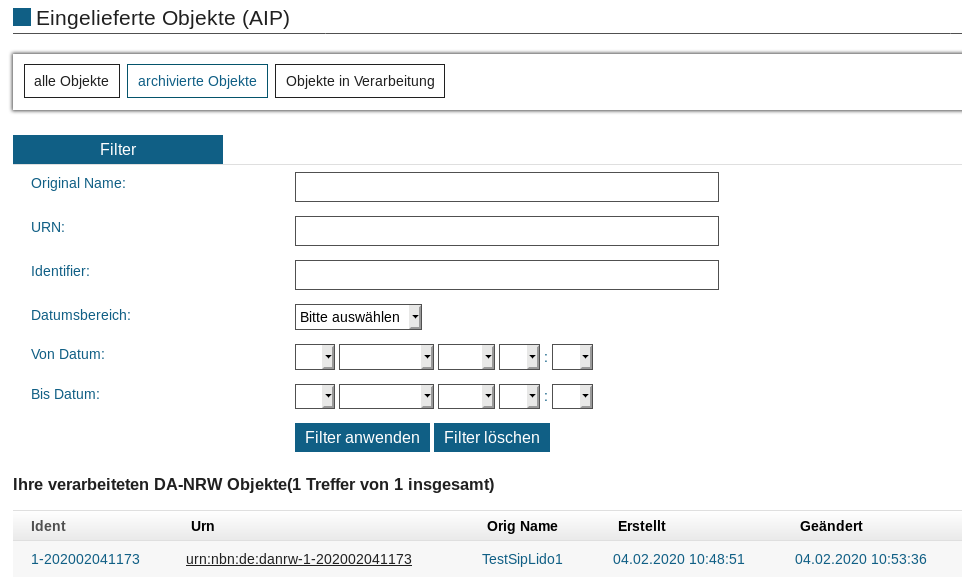 Eingelieferte Objekte (AIP)
alle Objekte archivierte Objekte Objekte in Verarbeitung
Filter
Original Name:
URN:
Identifier:
Datumsbereich: Bitte auswählen
Von Datum: :
Bis Datum: :
Filter anwenden Filter löschen
Ihre verarbeiteten DA-NRW Objekte(1 Treffer von 1 insgesamt)
Ident Urn Orig Name Erstellt Geändert
1-202002041173 urn:nbn:de:danrw-1-202002041173 TestSipLido1 04.02.2020 10:48:51 04.02.2020 10:53:36